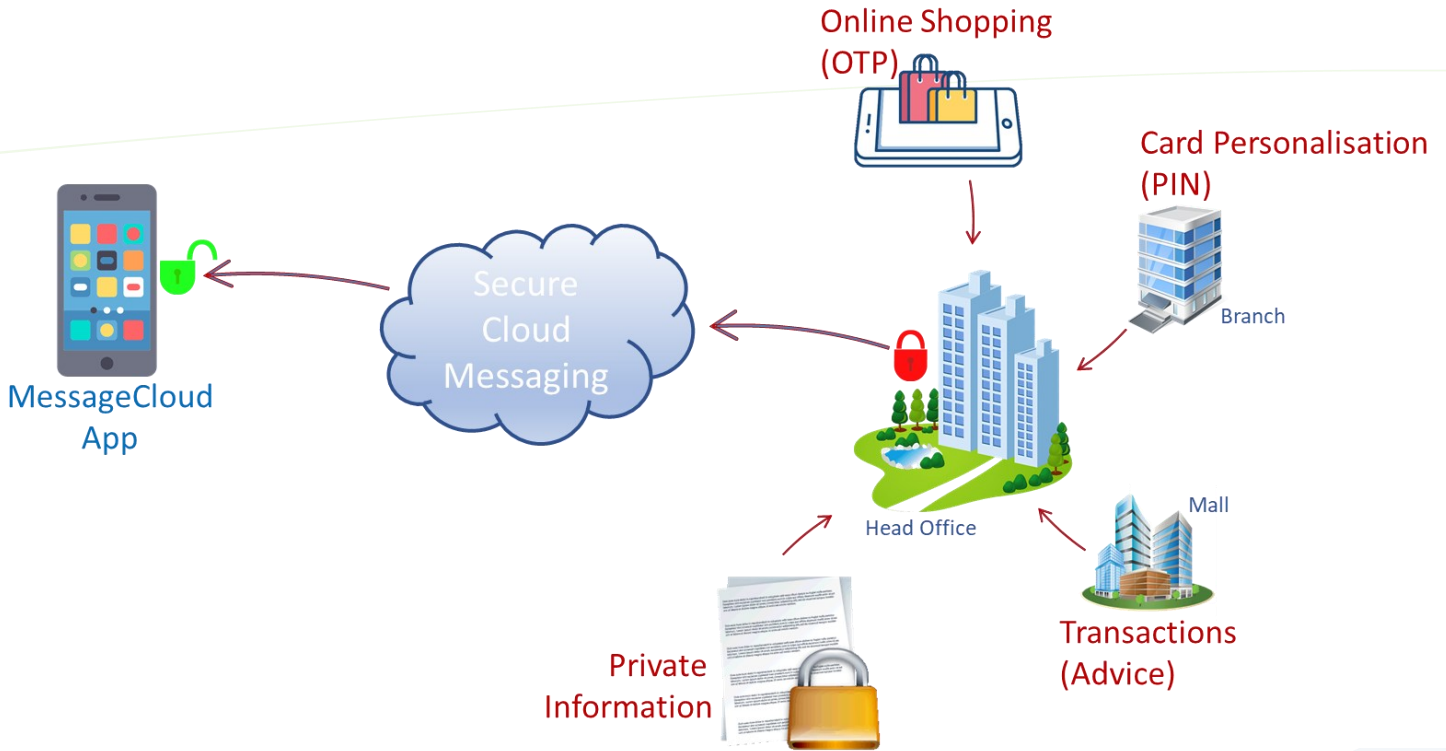 Online Shopping
(OTP)
Card Personalisation
(PIN)
Branch
Secure
Cloud
Messaging
MessageCloud
App
Head Office
Mall
Transactions
(Advice)
Private
Information